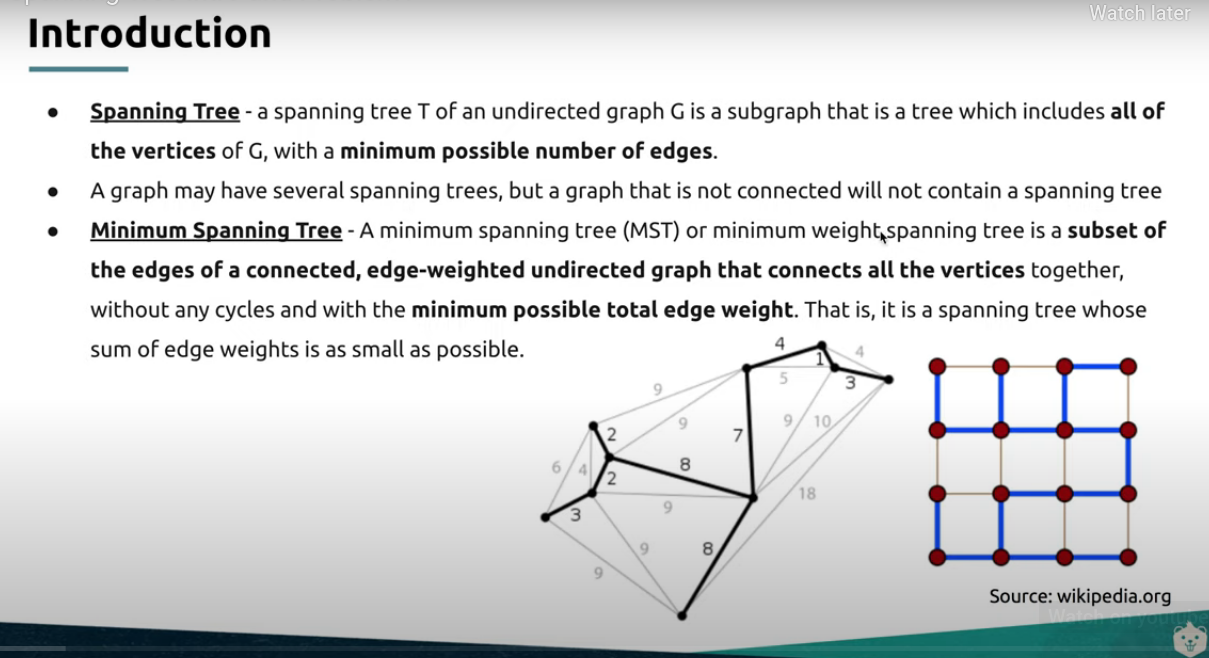 Watch later
Introduction
● Spanning Tree - a spanning tree T of an undirected graph G is a subgraph that is a tree which includes all of
the vertices of G, with a minimum possible number of edges.
● A graph may have several spanning trees, but a graph that is not connected will not contain a spanning tree
● Minimum Spanning Tree - A minimum spanning tree (MST) or minimum weight spanning tree is a subset of
the edges of a connected, edge-weighted undirected graph that connects all the vertices together,
without any cycles and with the minimum possible total edge weight. That is, it is a spanning tree whose
sum of edge weights is as small as possible.
4
1
4
5
3
9
9
9
10
2
7
6
4
8
2
18
9
3
9
8
9
Source: wikipedia.org
Watch on